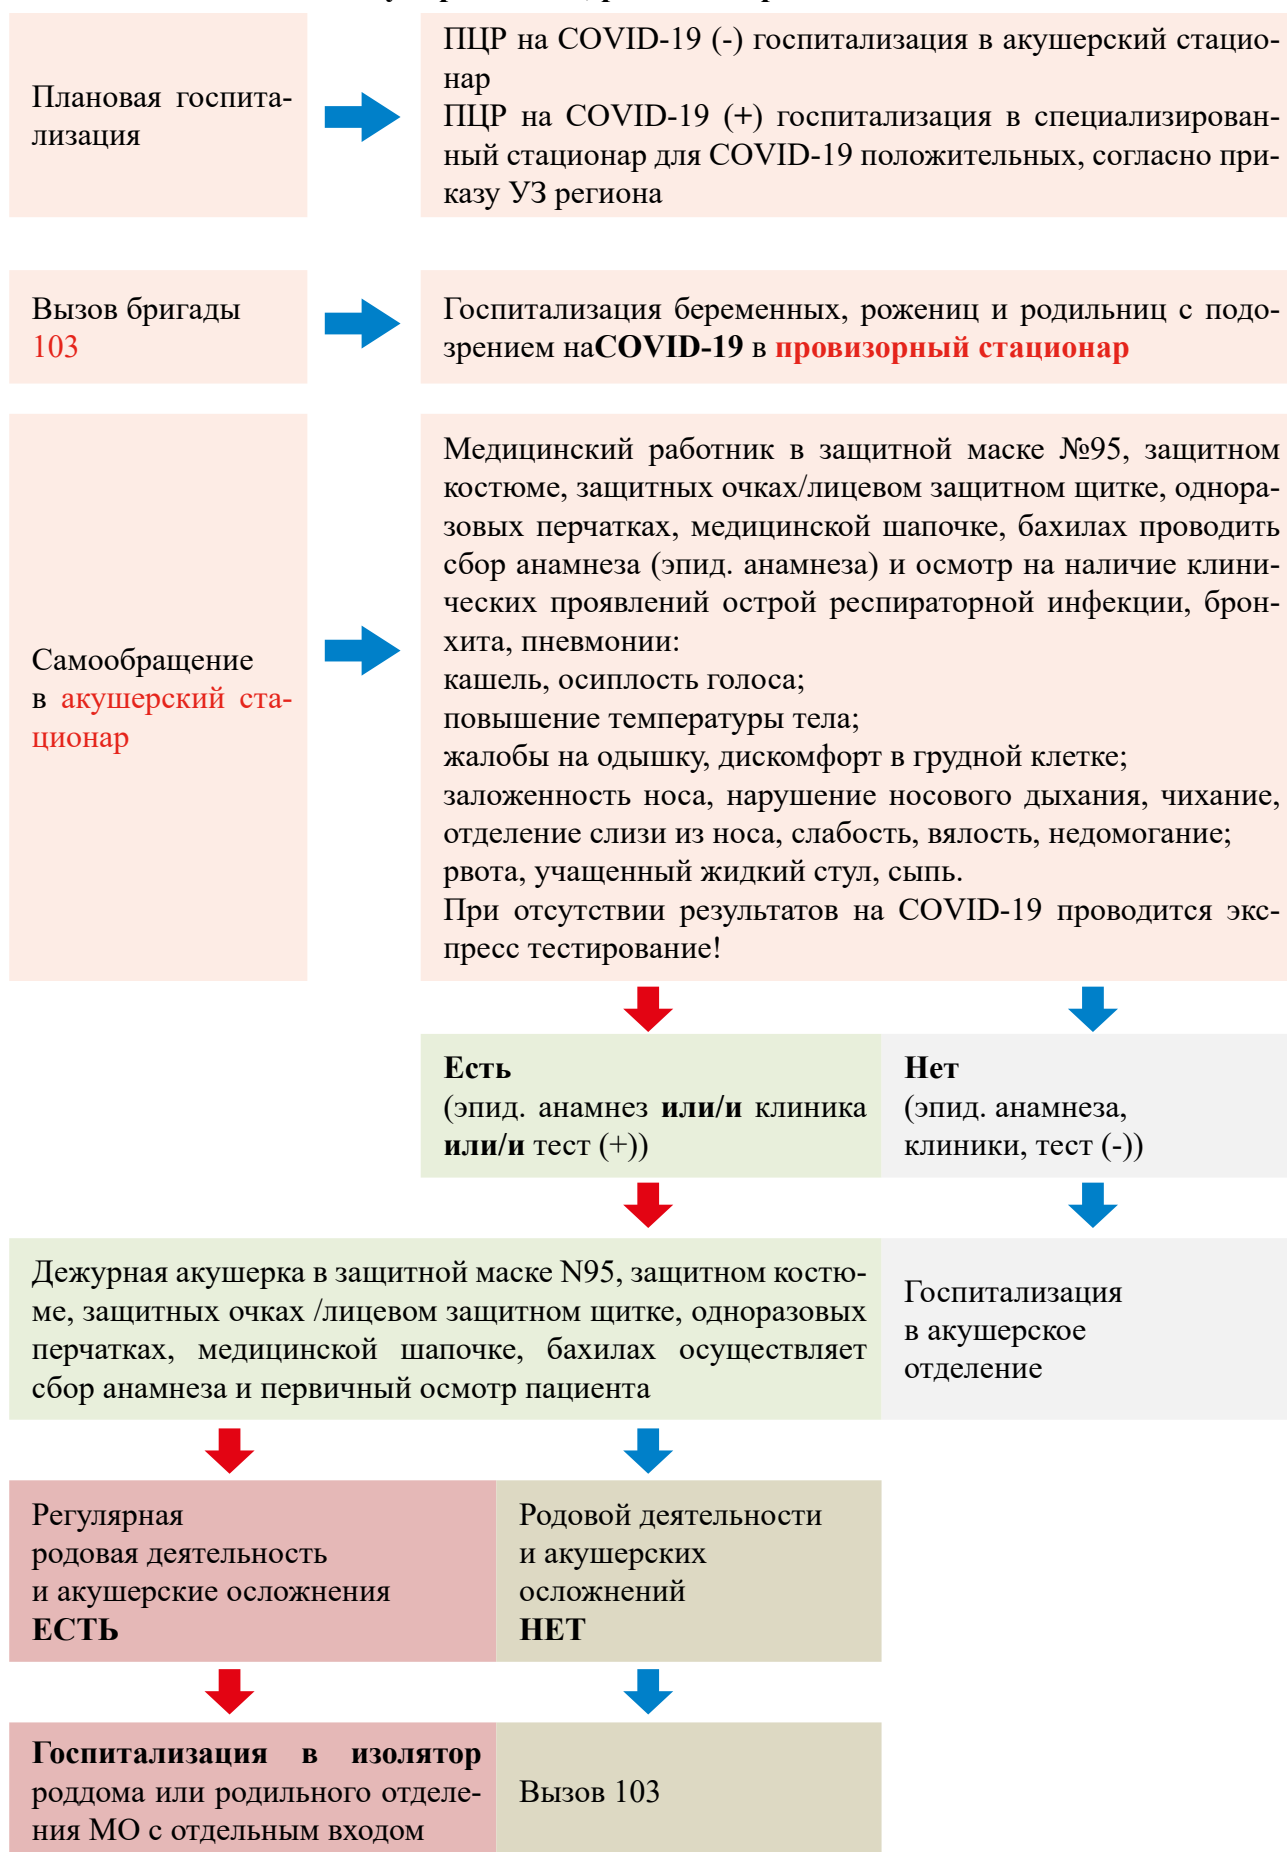 Плановая госпита-
лизация
ПЦР на COVID-19 (-) госпитализация в акушерский стацио-
нар
ПЦР на COVID-19 (+) госпитализация в специализирован-
ный стационар для COVID-19 положительных, согласно при-
казу УЗ региона
Вызов бригады
103
Госпитализация беременных, рожениц и родильниц с подо-
зрением наCOVID-19 в провизорный стационар
Самообращение
в акушерский ста-
ционар
Медицинский работник в защитной маске №95, защитном
костюме, защитных очках/лицевом защитном щитке, однора-
зовых перчатках, медицинской шапочке, бахилах проводить
сбор анамнеза (эпид. анамнеза) и осмотр на наличие клини-
ческих проявлений острой респираторной инфекции, брон-
хита, пневмонии:
кашель, осиплость голоса;
повышение температуры тела;
жалобы на одышку, дискомфорт в грудной клетке;
заложенность носа, нарушение носового дыхания, чихание,
отделение слизи из носа, слабость, вялость, недомогание;
рвота, учащенный жидкий стул, сыпь.
При отсутствии результатов на COVID-19 проводится экс-
пресс тестирование!
Есть
(эпид. анамнез или/и клиника
или/и тест (+))
Нет
(эпид. анамнеза,
клиники, тест (-))
Дежурная акушерка в защитной маске N95, защитном костю-
ме, защитных очках /лицевом защитном щитке, одноразовых
перчатках, медицинской шапочке, бахилах осуществляет
сбор анамнеза и первичный осмотр пациента
Госпитализация
в акушерское
отделение
Регулярная
родовая деятельность
и акушерские осложнения
ЕСТЬ
Родовой деятельности
и акушерских
осложнений
НЕТ
Госпитализация в изолятор
роддома или родильного отделе-
ния МО с отдельным входом
Вызов 103